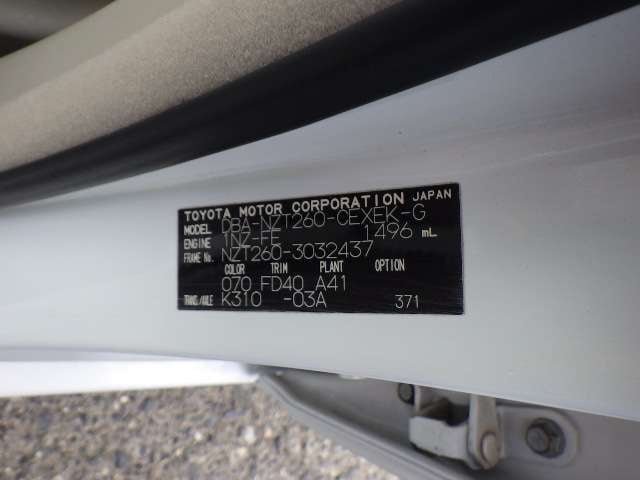 TOYOTA MOTOR CORPORATION JAPAN
MODEL DBA-NZT260-CEXEK-G
ENGINE 1NZ-FE 1496 mL
FRAME No. NZT260-3032437
COLOR TRIM PLANT OPTION
070 FD40 A41
TRANS./AXLE K310 -03A 371